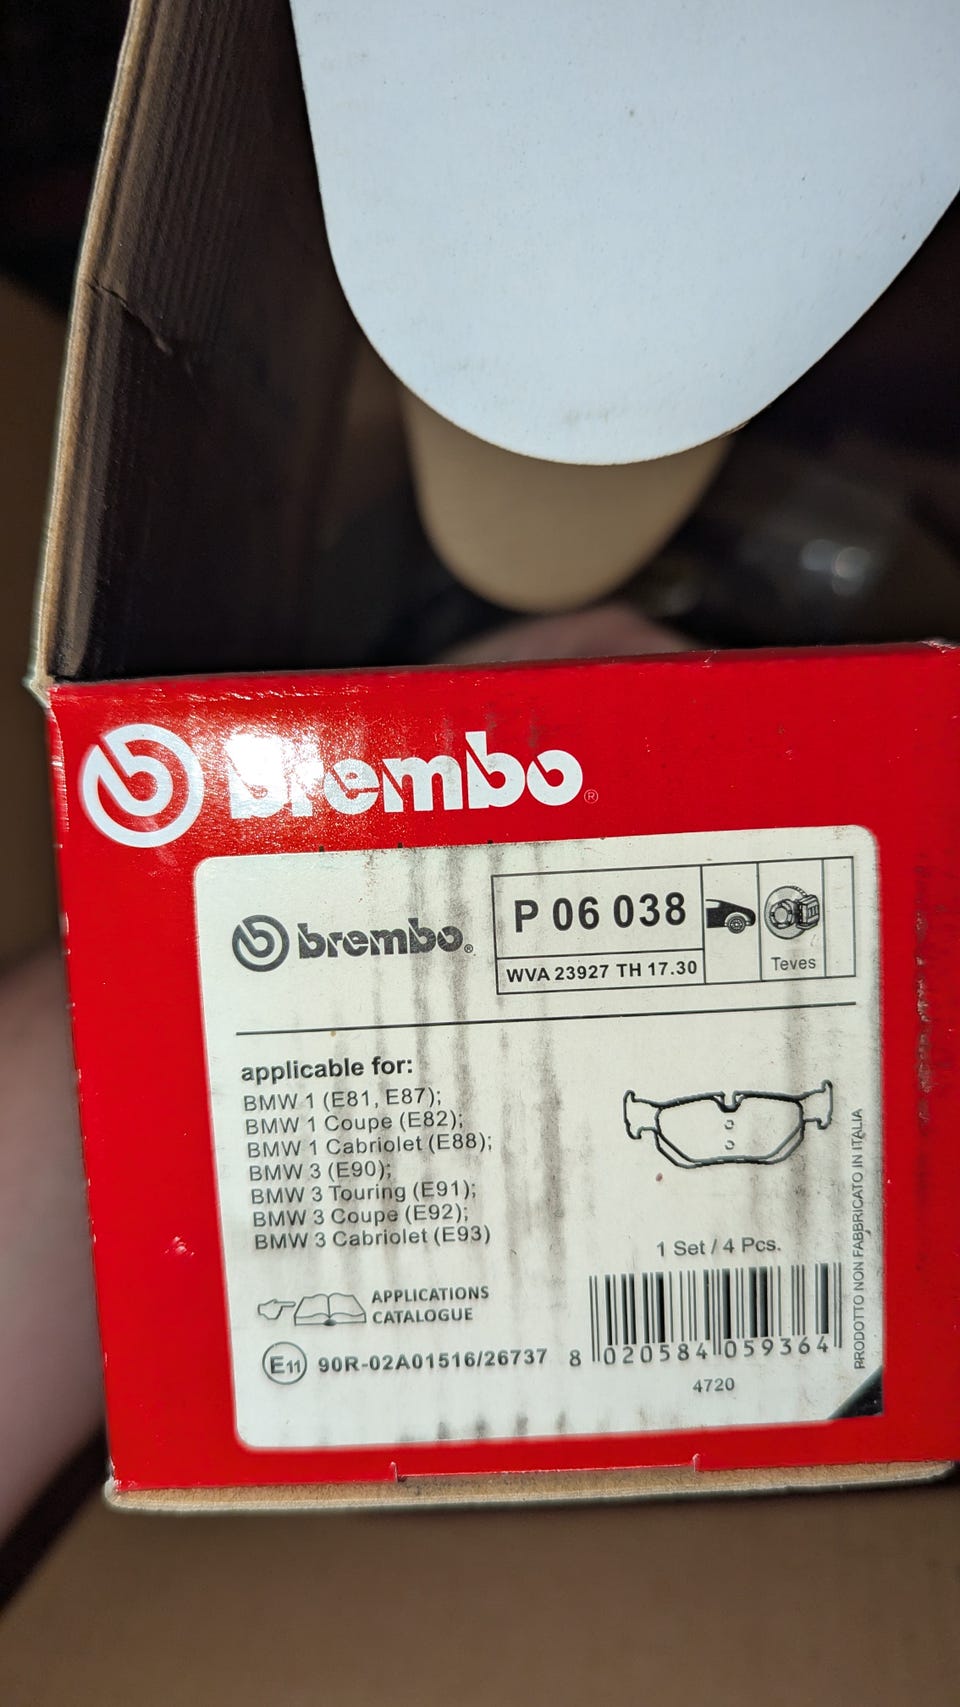 brembo®
brembo®
P 06 038
WVA 23927 TH 17.30
Teves
applicable for:
BMW 1 (E81, E87);
BMW 1 Coupe (E82);
BMW 1 Cabriolet (E88);
BMW 3 (E90);
BMW 3 Touring (E91);
BMW 3 Coupe (E92);
BMW 3 Cabriolet (E93)
1 Set / 4 Pcs.
APPLICATIONS
CATALOGUE
E11 90R-02A01516/26737
8 020584 059364
4720
PRODOTTO NON FABBRICATO IN ITALIA